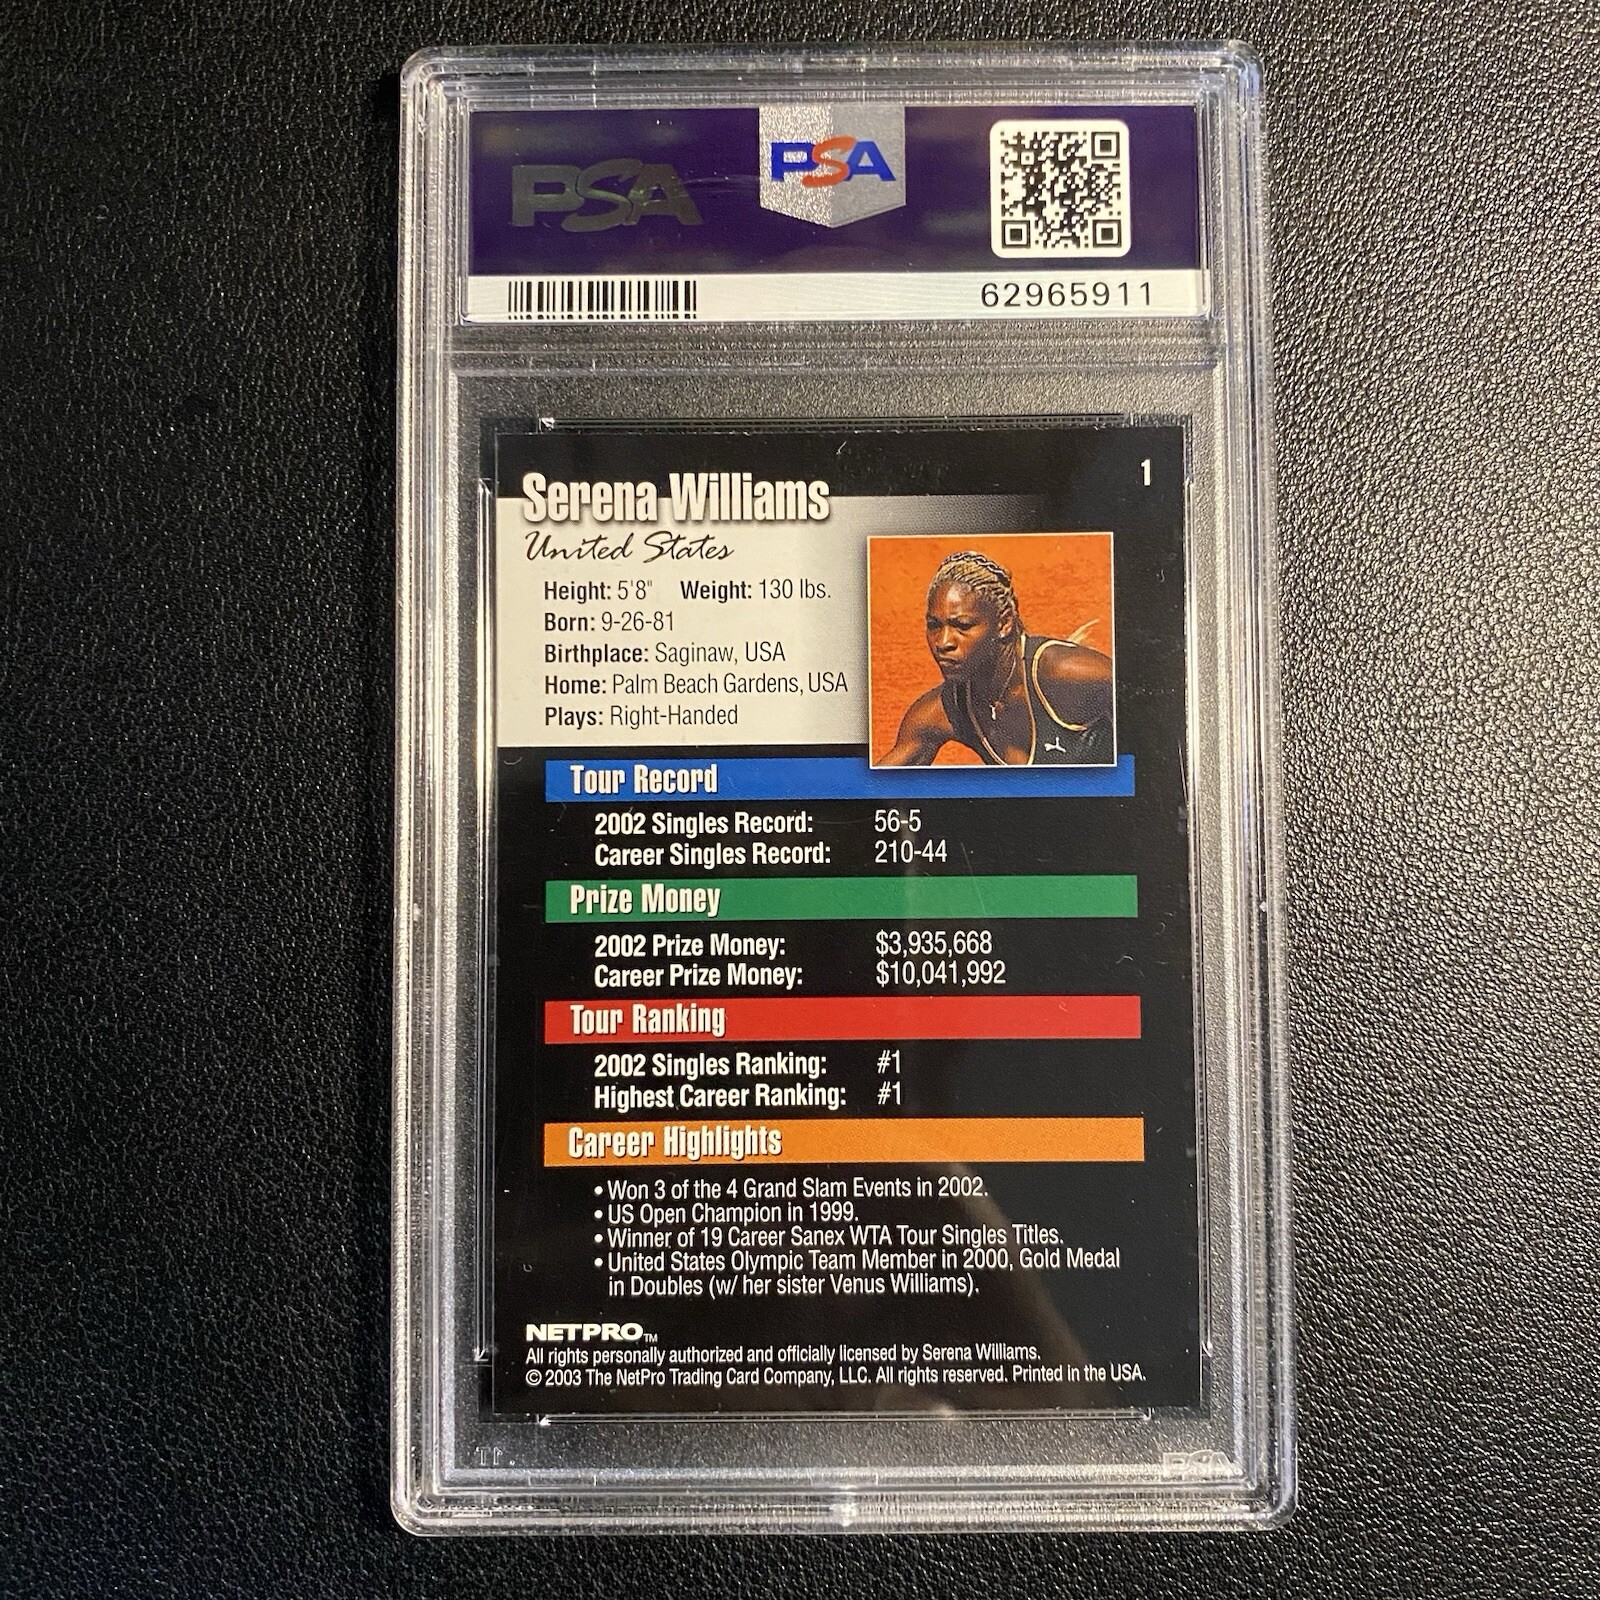 PSA
PSA
62965911
1
Serena Williams
United States
Height: 5'8" Weight: 130 lbs.
Born: 9-26-81
Birthplace: Saginaw, USA
Home: Palm Beach Gardens, USA
Plays: Right-Handed
Tour Record
2002 Singles Record: 56-5
Career Singles Record: 210-44
Prize Money
2002 Prize Money: $3,935,668
Career Prize Money: $10,041,992
Tour Ranking
2002 Singles Ranking: #1
Highest Career Ranking: #1
Career Highlights
• Won 3 of the 4 Grand Slam Events in 2002.
• US Open Champion in 1999.
• Winner of 19 Career Sanex WTA Tour Singles Titles.
• United States Olympic Team Member in 2000, Gold Medal
in Doubles (w/ her sister Venus Williams).
NETPRO™
All rights personally authorized and officially licensed by Serena Williams.
© 2003 The NetPro Trading Card Company, LLC. All rights reserved. Printed in the USA.
PSA